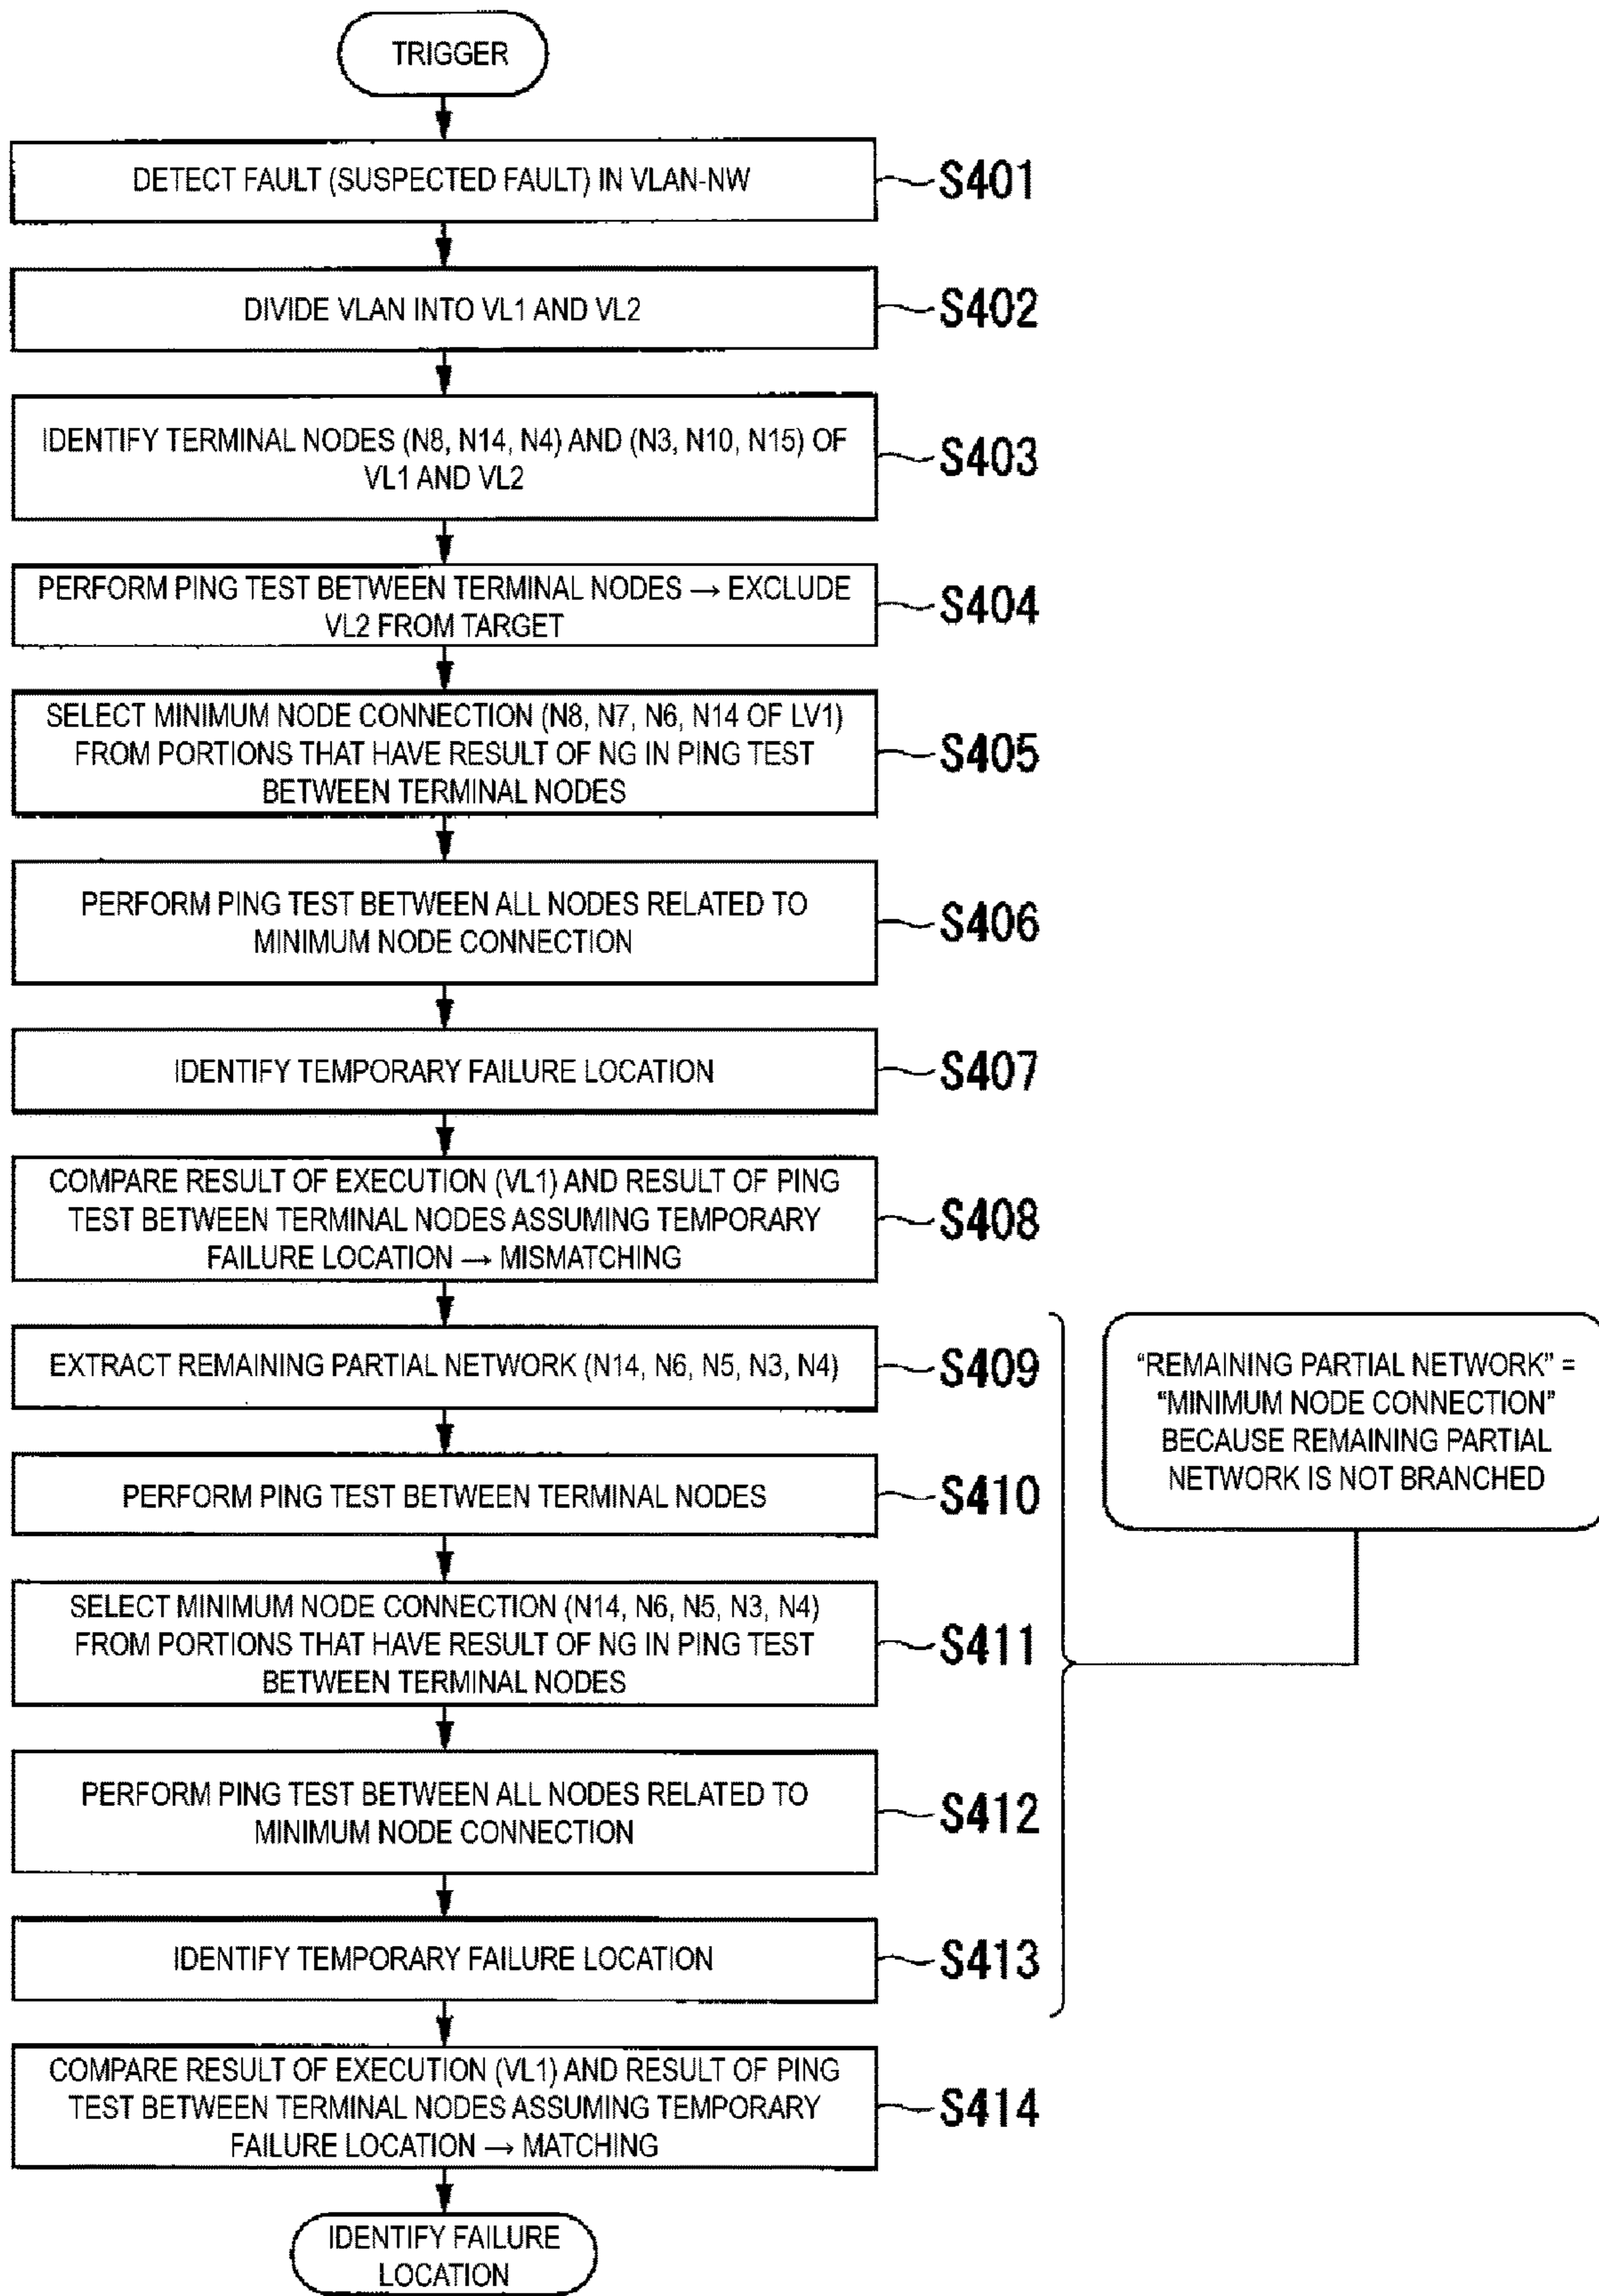 TRIGGER
DETECT FAULT (SUSPECTED FAULT) IN VLAN-NW
S401
DIVIDE VLAN INTO VL1 AND VL2
S402
IDENTIFY TERMINAL NODES (N8, N14, N4) AND (N3, N10, N15) OF
VL1 AND VL2
S403
PERFORM PING TEST BETWEEN TERMINAL NODES → EXCLUDE
VL2 FROM TARGET
S404
SELECT MINIMUM NODE CONNECTION (N8, N7, N6, N14 OF LV1)
FROM PORTIONS THAT HAVE RESULT OF NG IN PING TEST
BETWEEN TERMINAL NODES
S405
PERFORM PING TEST BETWEEN ALL NODES RELATED TO
MINIMUM NODE CONNECTION
S406
IDENTIFY TEMPORARY FAILURE LOCATION
S407
COMPARE RESULT OF EXECUTION (VL1) AND RESULT OF PING
TEST BETWEEN TERMINAL NODES ASSUMING TEMPORARY
FAILURE LOCATION → MISMATCHING
S408
EXTRACT REMAINING PARTIAL NETWORK (N14, N6, N5, N3, N4)
S409
PERFORM PING TEST BETWEEN TERMINAL NODES
S410
SELECT MINIMUM NODE CONNECTION (N14, N6, N5, N3, N4)
FROM PORTIONS THAT HAVE RESULT OF NG IN PING TEST
BETWEEN TERMINAL NODES
S411
PERFORM PING TEST BETWEEN ALL NODES RELATED TO
MINIMUM NODE CONNECTION
S412
IDENTIFY TEMPORARY FAILURE LOCATION
S413
"REMAINING PARTIAL NETWORK" =
"MINIMUM NODE CONNECTION"
BECAUSE REMAINING PARTIAL
NETWORK IS NOT BRANCHED
COMPARE RESULT OF EXECUTION (VL1) AND RESULT OF PING
TEST BETWEEN TERMINAL NODES ASSUMING TEMPORARY
FAILURE LOCATION → MATCHING
S414
IDENTIFY FAILURE
LOCATION